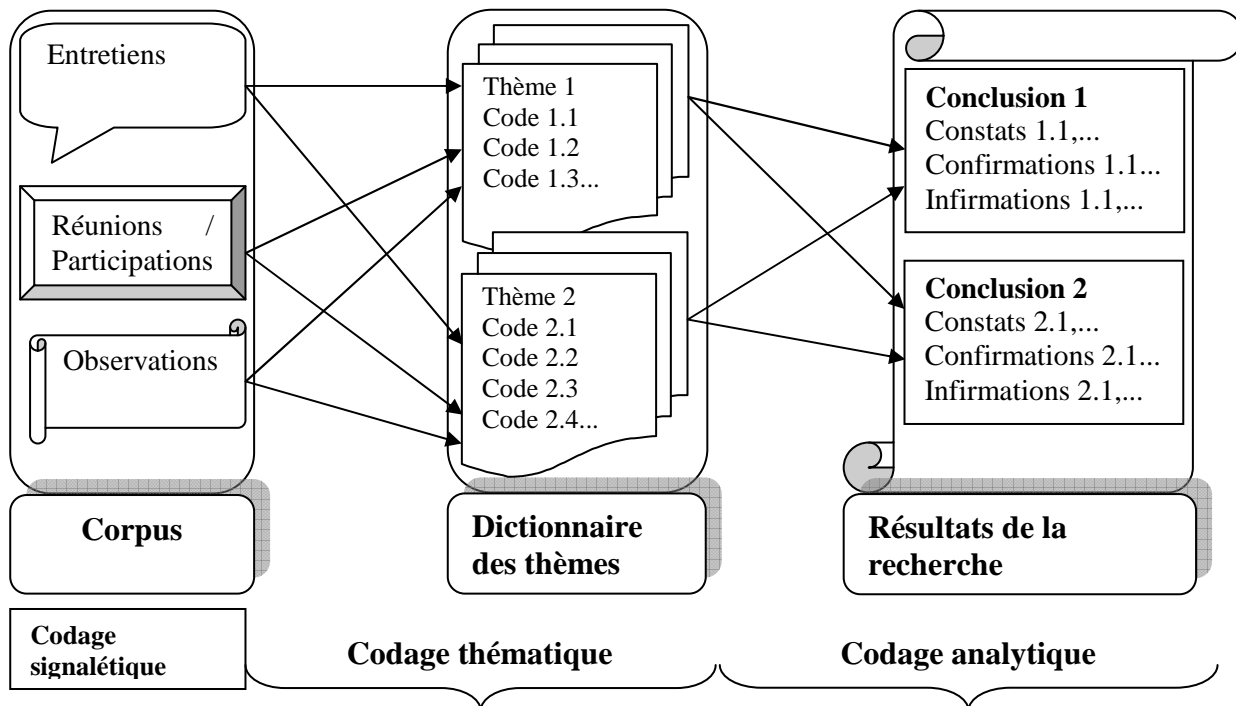 Entretiens
Réunions /
Participations
Observations
Corpus
Codage
signalétique
Thème 1
Code 1.1
Code 1.2
Code 1.3...
Thème 2
Code 2.1
Code 2.2
Code 2.3
Code 2.4...
Dictionnaire
des thèmes
Codage thématique
Conclusion 1
Constats 1.1,...
Confirmations 1.1...
Infirmations 1.1,...
Conclusion 2
Constats 2.1,...
Confirmations 2.1...
Infirmations 2.1,...
Résultats de la
recherche
Codage analytique